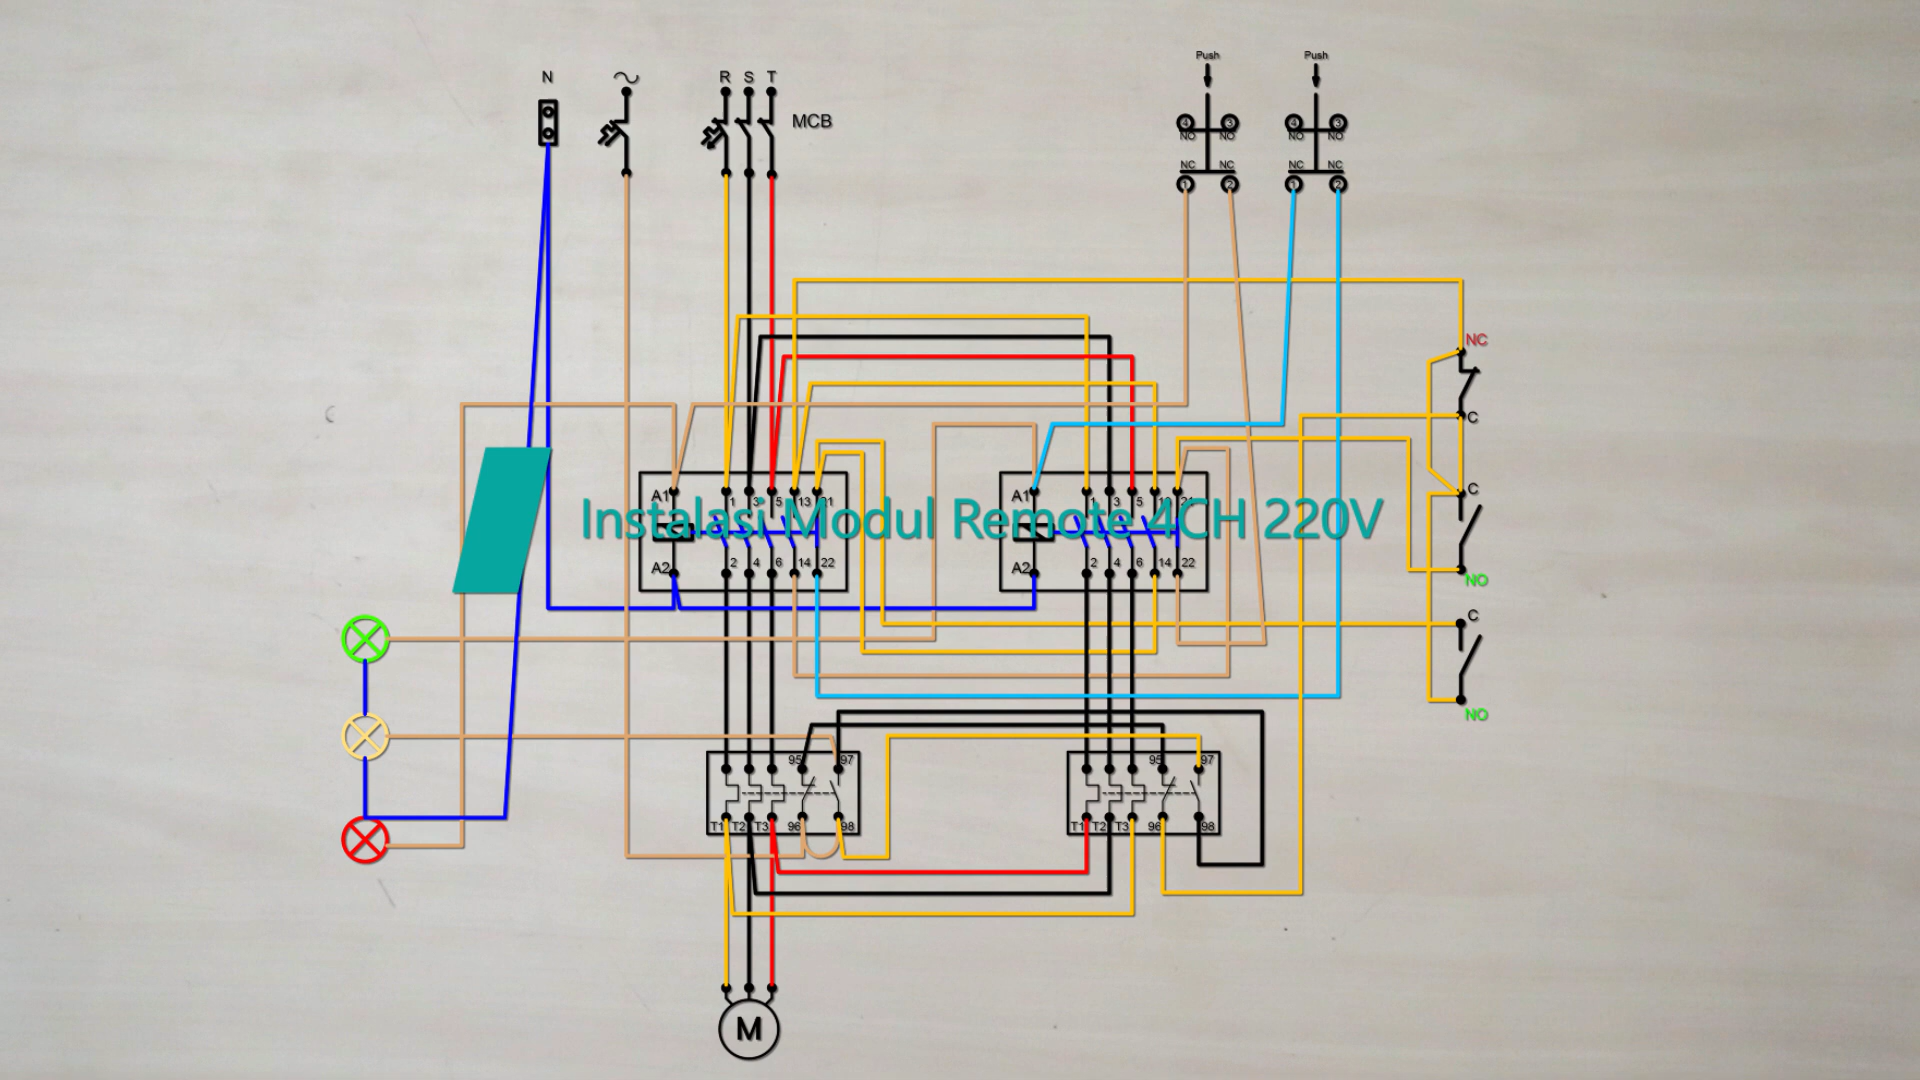 Push Push
N R S T
MCB
4 3 4 3
NO NO NO NO
NC NC NC NC
1 2 1 2
NC
C
A1 1 3 5 13 21
A1 1 3 5 13 21
C
Instalasi Modul Remote 4CH 220V
A2 2 4 6 14 22
A2 2 4 6 14 22
NO
C
NO
95 97
95 97
T1 T2 T3 96 98
T1 T2 T3 96 98
M